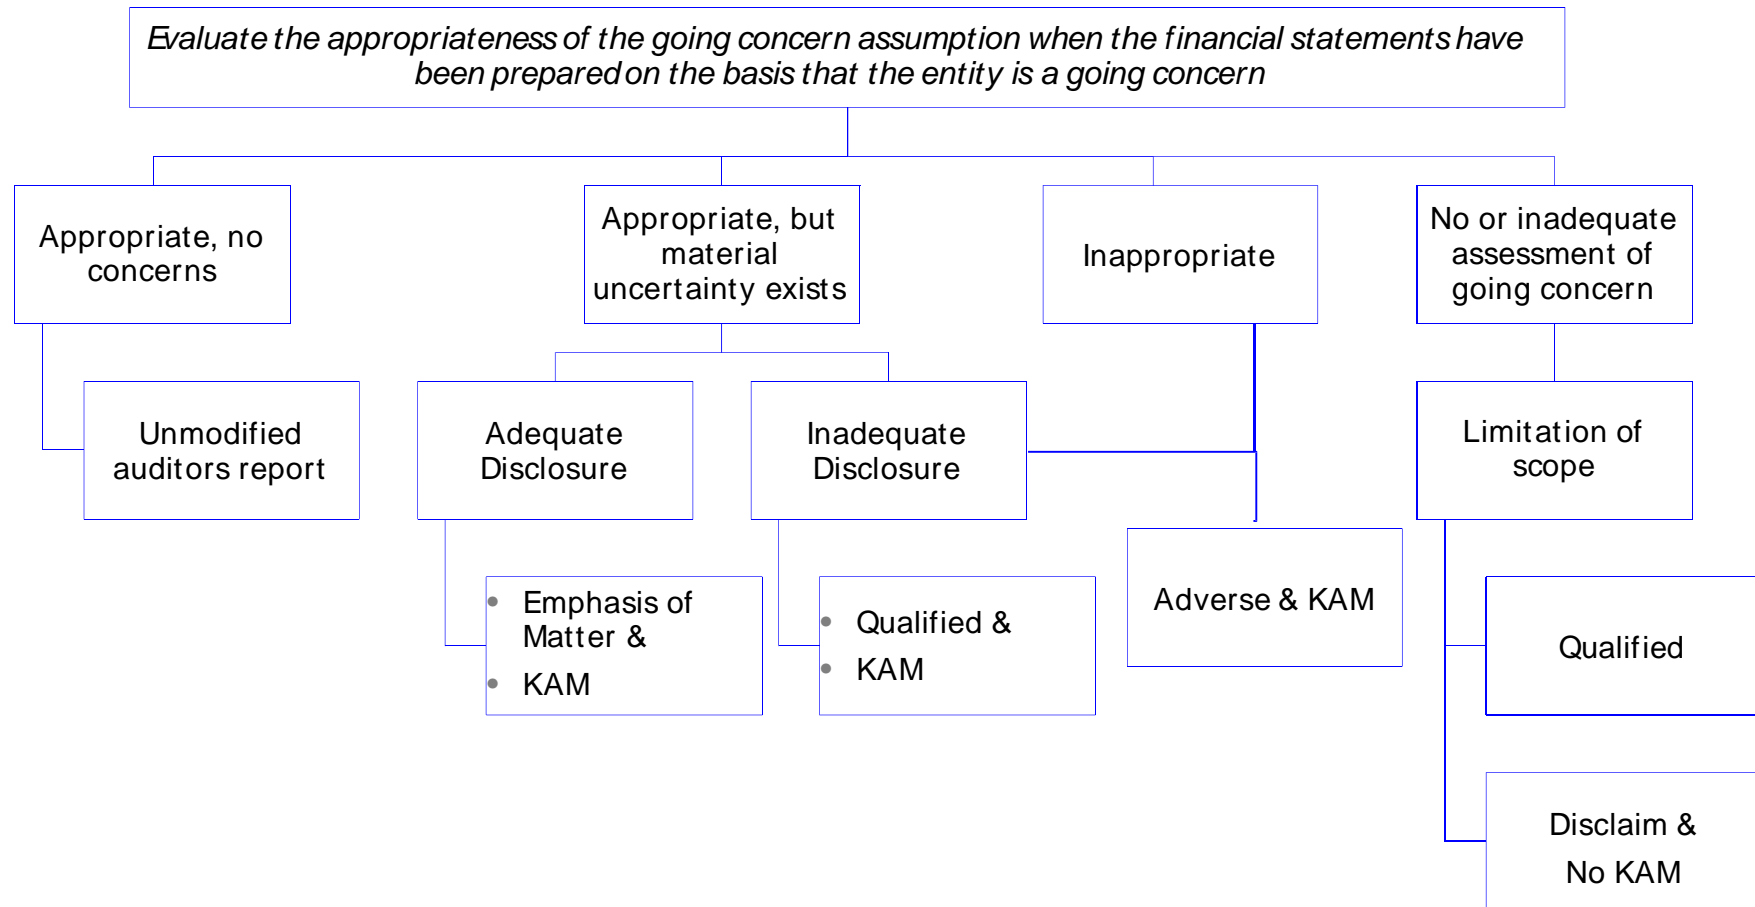 Evaluate the appropriateness of the going concern assumption when the financial statements have
been prepared on the basis that the entity is a going concern
Appropriate, no
concerns
Appropriate, but
material
uncertainty exists
Inappropriate
No or inadequate
assessment of
going concern
Unmodified
auditors report
Adequate
Disclosure
Inadequate
Disclosure
Limitation of
scope
• Emphasis of
Matter &
• KAM
• Qualified &
• KAM
Adverse & KAM
Qualified
Disclaim &
No KAM